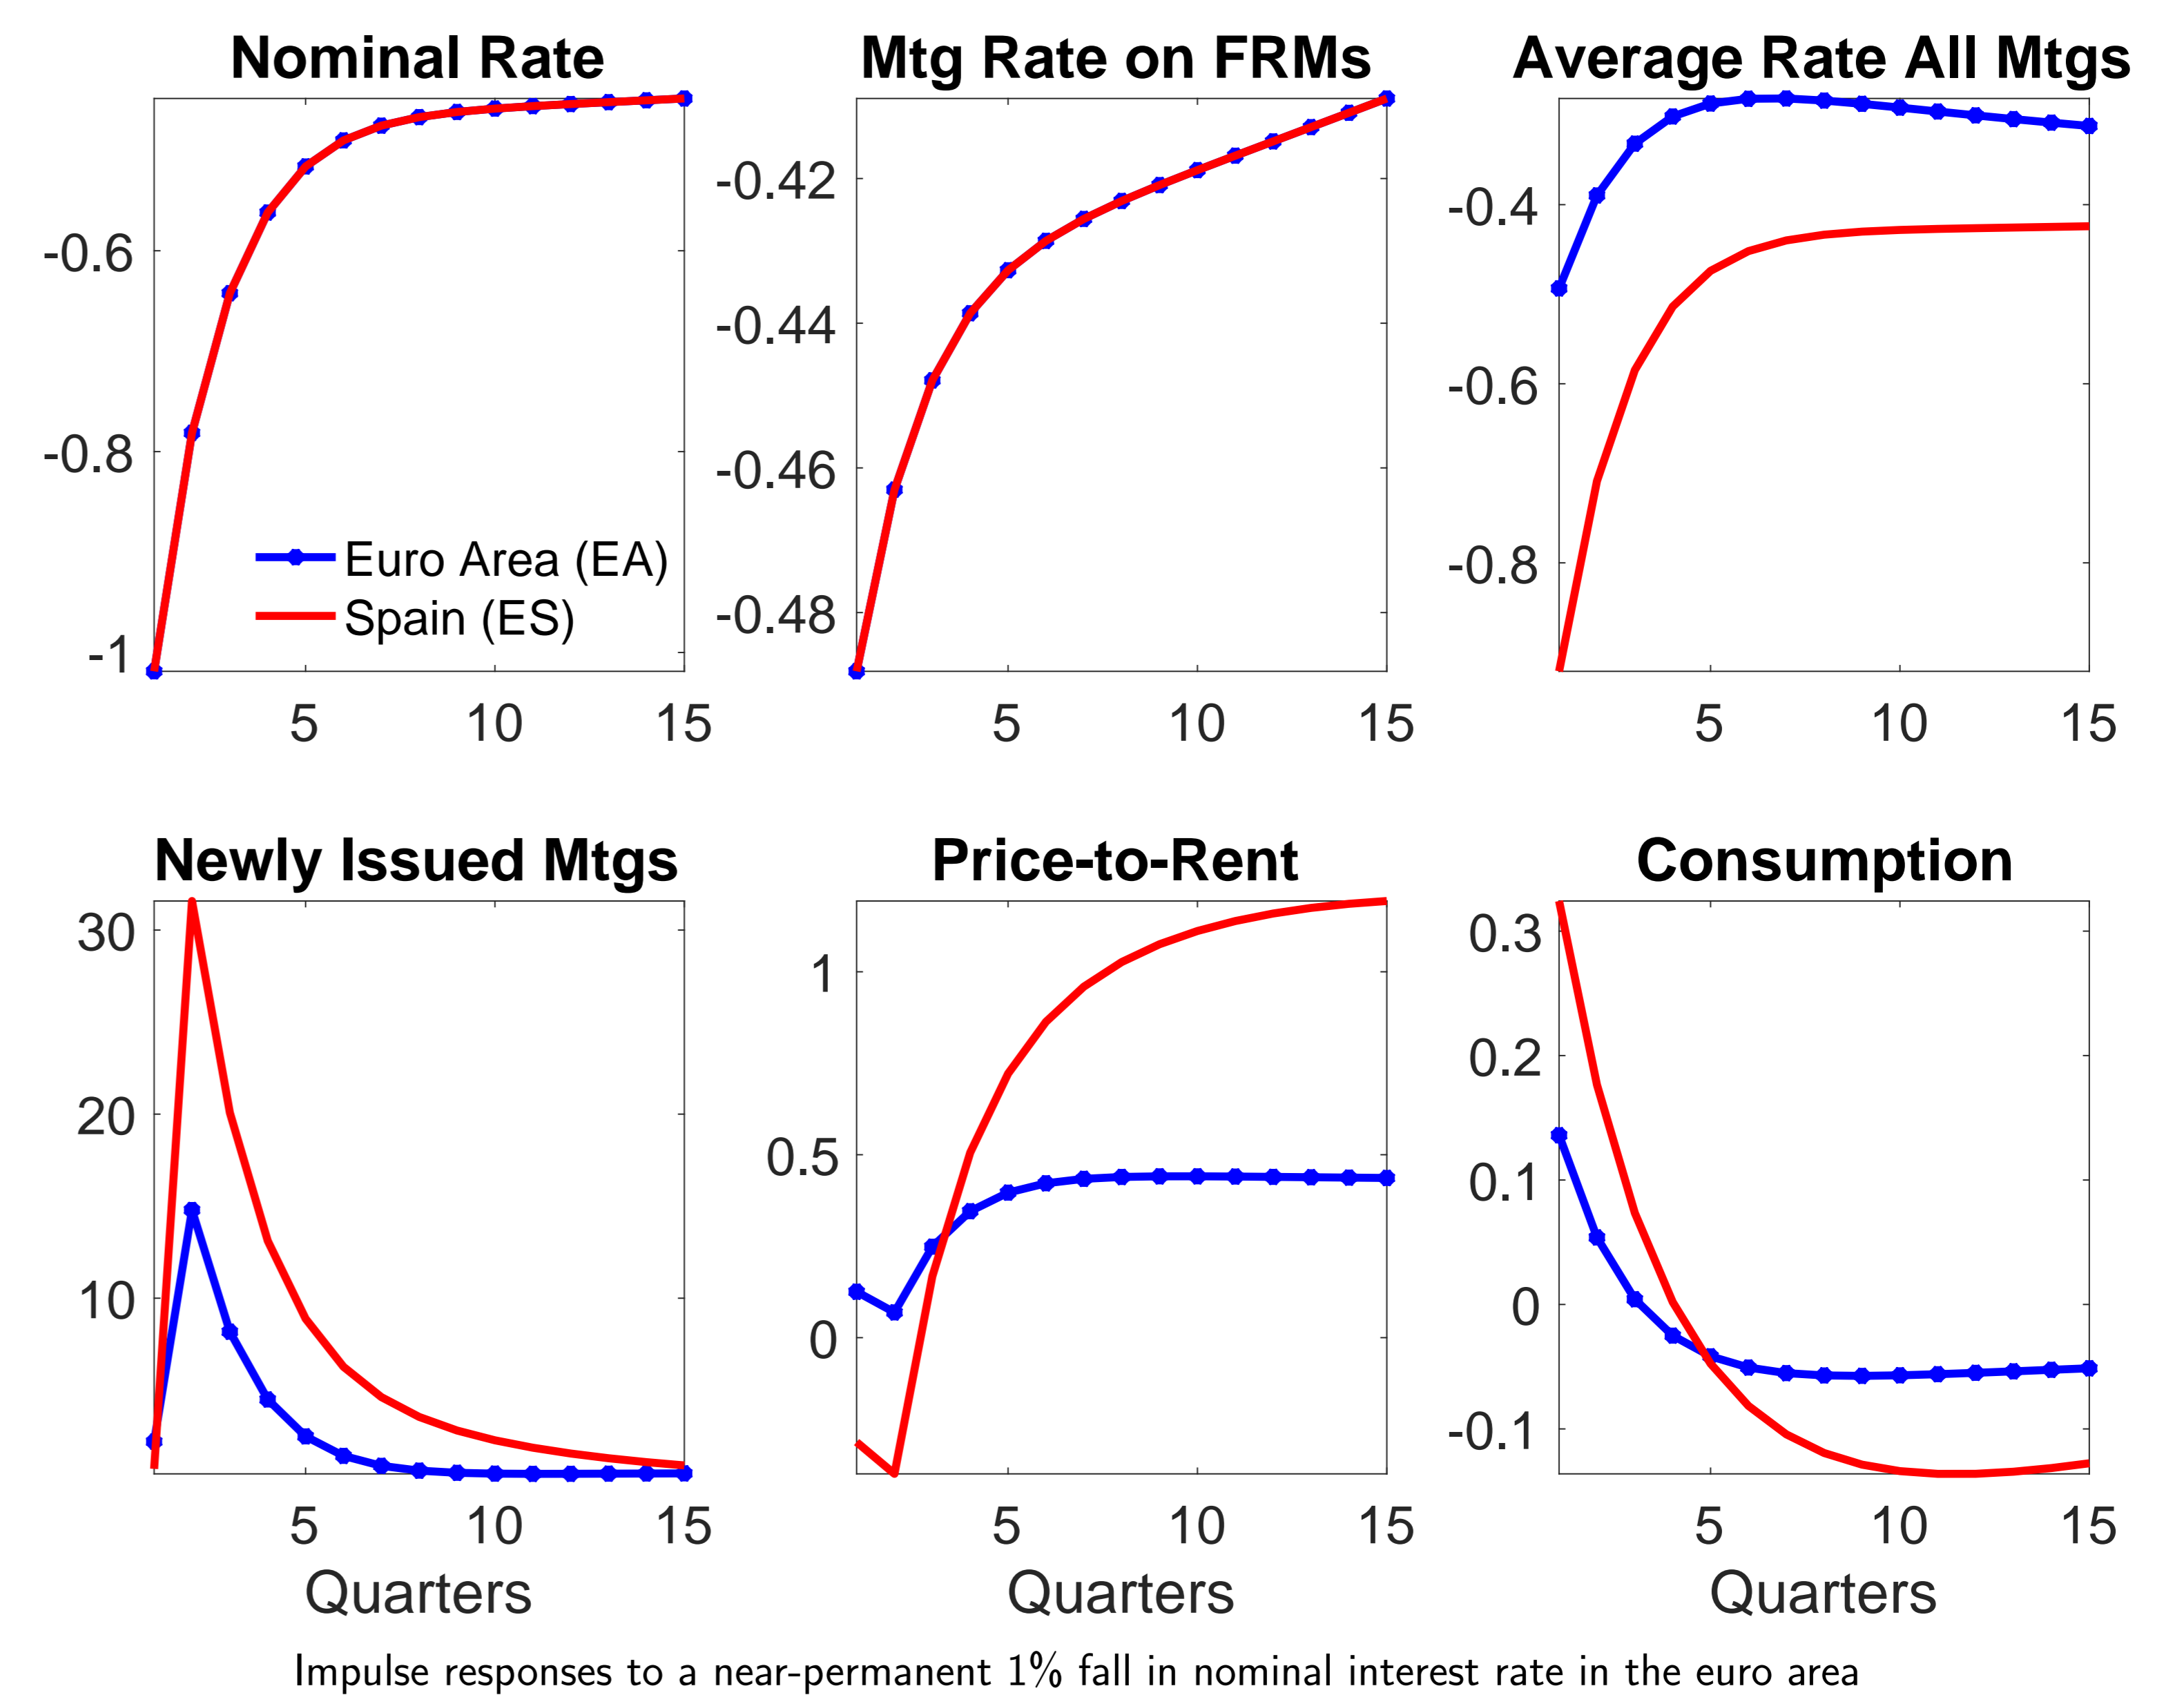 Nominal Rate
-0.6
-0.8
-1
Euro Area (EA)
Spain (ES)
5 10 15
Mtg Rate on FRMs
-0.42
-0.44
-0.46
-0.48
5 10 15
Average Rate All Mtgs
-0.4
-0.6
-0.8
5 10 15
Newly Issued Mtgs
30
20
10
5 10 15
Quarters
Price-to-Rent
1
0.5
0
5 10 15
Quarters
Consumption
0.3
0.2
0.1
0
-0.1
5 10 15
Quarters
Impulse responses to a near-permanent 1% fall in nominal interest rate in the euro area